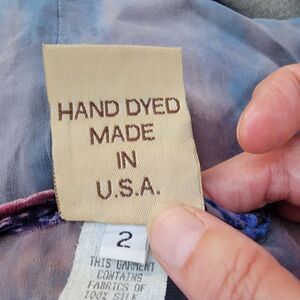 HAND DYED
MADE
IN
U.S.A.
2
THIS GARMENT
CONTAINS
FABRICS OF
100% SILK